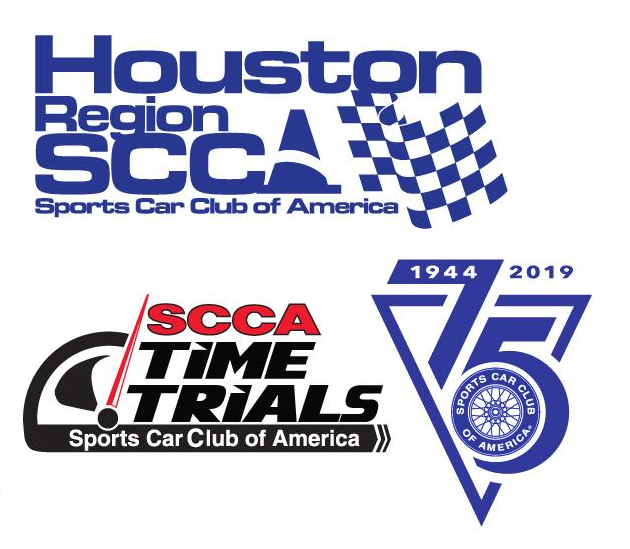 Houston
Region
SCCA
Sports Car Club of America
SCCA
TiME
TRiALS
Sports Car Club of America
1944 2019
75
SPORTS CAR CLUB
OF AMERICA®